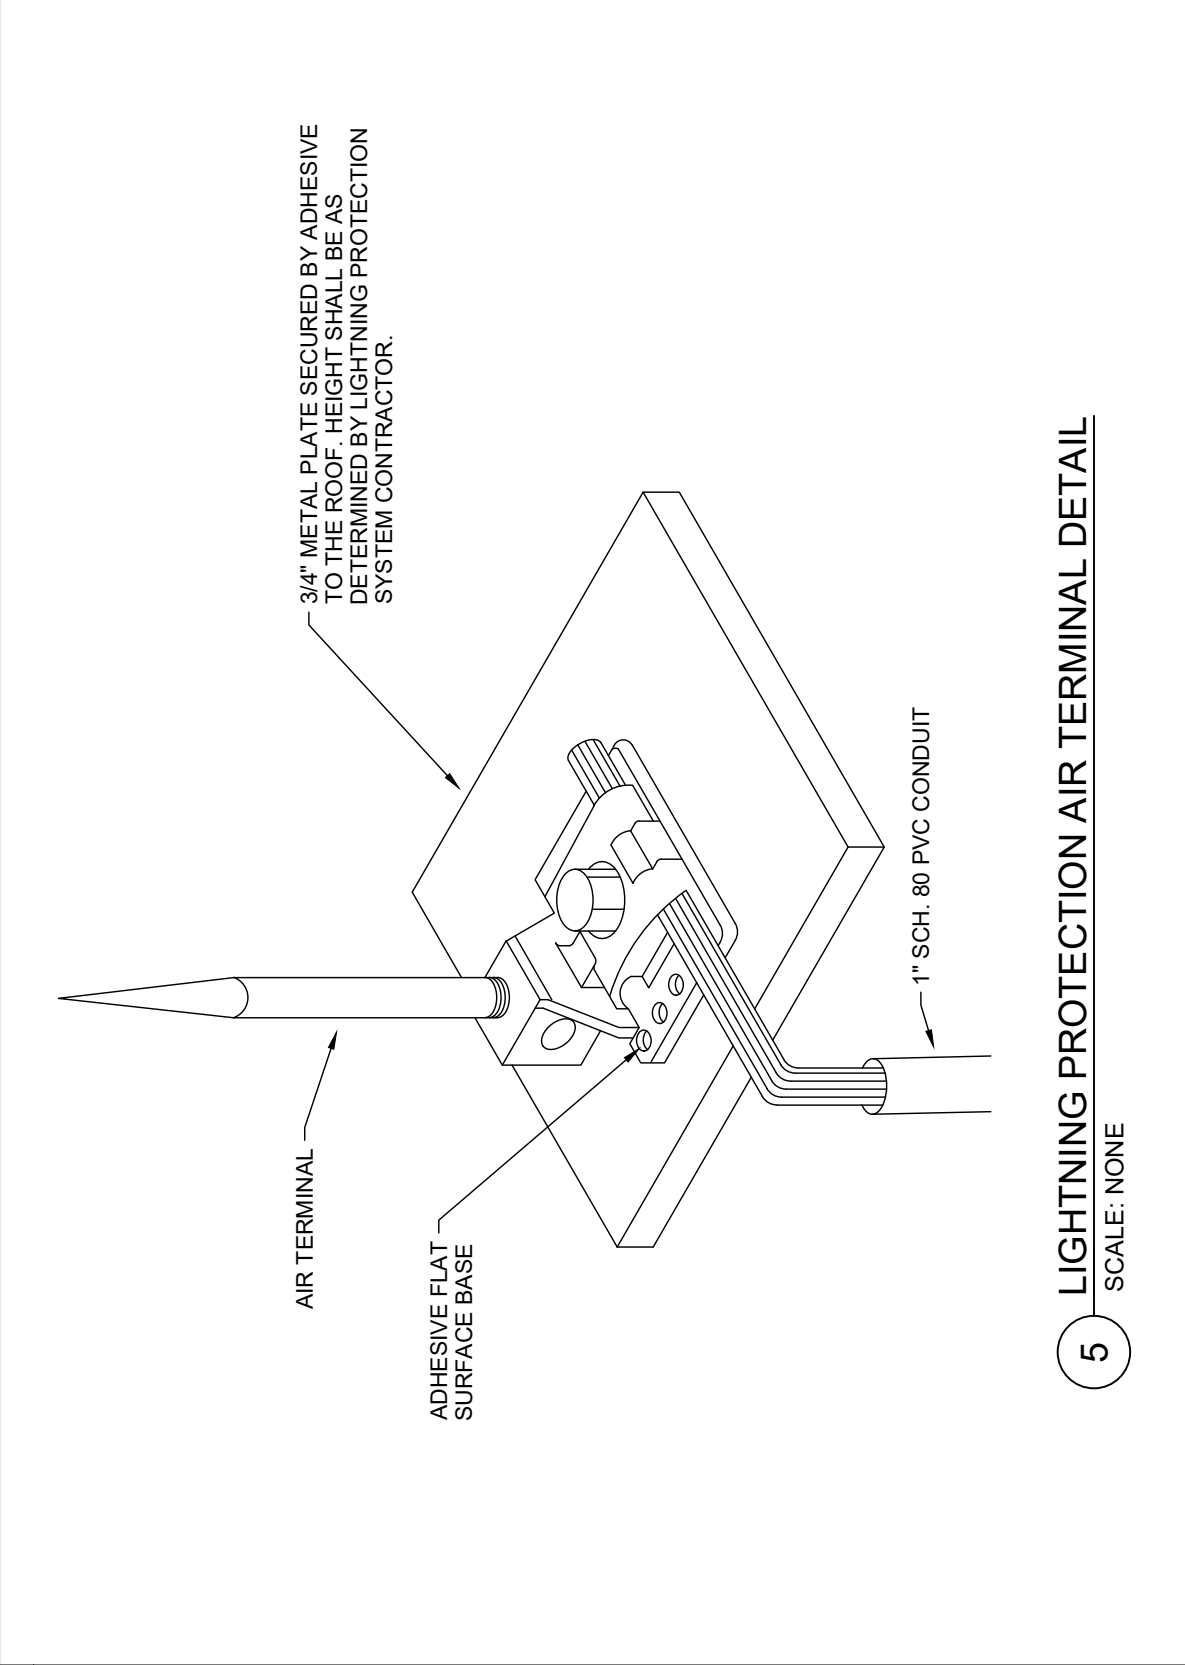 3/4" METAL PLATE SECURED BY ADHESIVE
TO THE ROOF. HEIGHT SHALL BE AS
DETERMINED BY LIGHTNING PROTECTION
SYSTEM CONTRACTOR.
AIR TERMINAL
ADHESIVE FLAT
SURFACE BASE
1" SCH. 80 PVC CONDUIT
5
LIGHTNING PROTECTION AIR TERMINAL DETAIL
SCALE: NONE